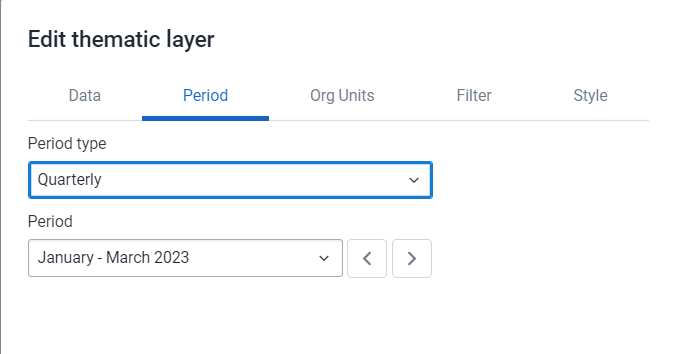 Edit thematic layer
Data Period Org Units Filter Style
Period type
Quarterly
Period
January - March 2023